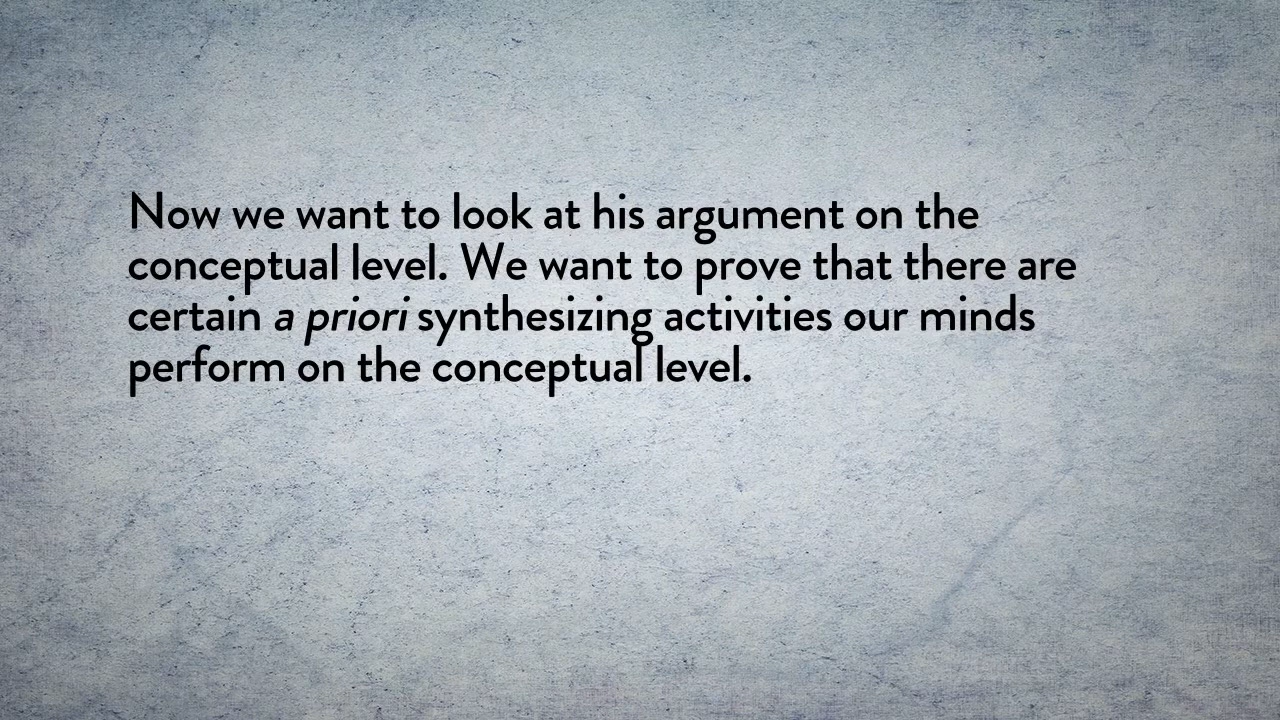 Now we want to look at his argument on the
conceptual level. We want to prove that there are
certain a priori synthesizing activities our minds
perform on the conceptual level.